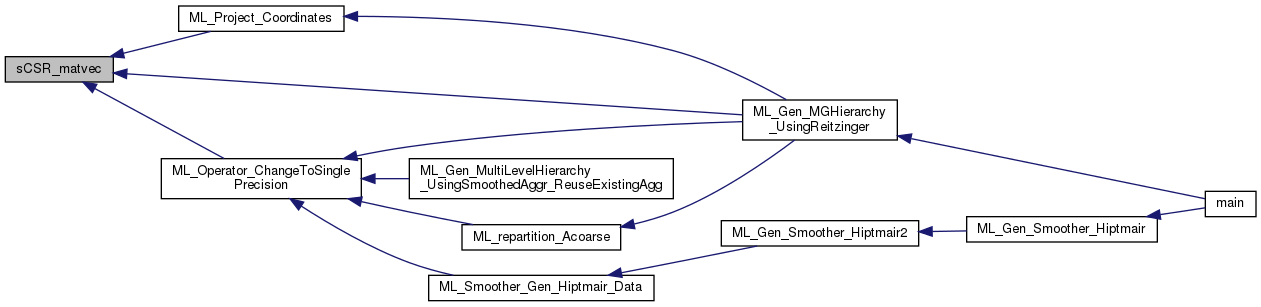 ML_Project_Coordinates
sCSR_matvec
ML_Gen_MGHierarchy
_UsingReitzinger
ML_Operator_ChangeToSingle
Precision
ML_Gen_MultiLevelHierarchy
_UsingSmoothedAggr_ReuseExistingAgg
main
ML_repartition_Acoarse
ML_Gen_Smoother_Hiptmair2
ML_Gen_Smoother_Hiptmair
ML_Smoother_Gen_Hiptmair_Data